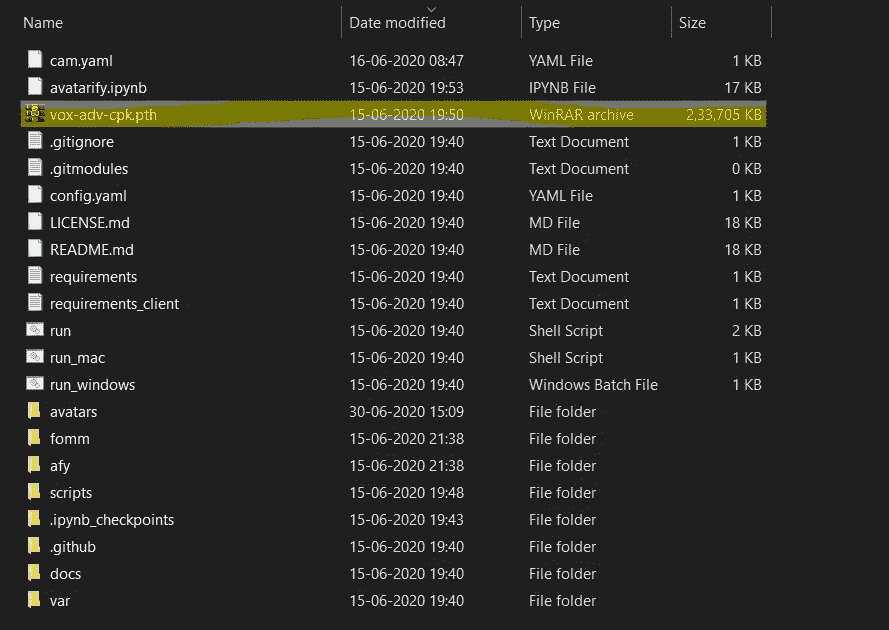 Name Date modified Type Size
cam.yaml 16-06-2020 08:47 YAML File 1 KB
avatarify.ipynb 15-06-2020 19:53 IPYNB File 17 KB
vox-adv-cpk.pth 15-06-2020 19:50 WinRAR archive 2,33,705 KB
.gitignore 15-06-2020 19:40 Text Document 1 KB
.gitmodules 15-06-2020 19:40 Text Document 0 KB
config.yaml 15-06-2020 19:40 YAML File 1 KB
LICENSE.md 15-06-2020 19:40 MD File 18 KB
README.md 15-06-2020 19:40 MD File 18 KB
requirements 15-06-2020 19:40 Text Document 1 KB
requirements_client 15-06-2020 19:40 Text Document 1 KB
run 15-06-2020 19:40 Shell Script 2 KB
run_mac 15-06-2020 19:40 Shell Script 1 KB
run_windows 15-06-2020 19:40 Windows Batch File 1 KB
avatars 30-06-2020 15:09 File folder
fomm 15-06-2020 21:38 File folder
afy 15-06-2020 21:38 File folder
scripts 15-06-2020 19:48 File folder
.ipynb_checkpoints 15-06-2020 19:43 File folder
.github 15-06-2020 19:40 File folder
docs 15-06-2020 19:40 File folder
var 15-06-2020 19:40 File folder